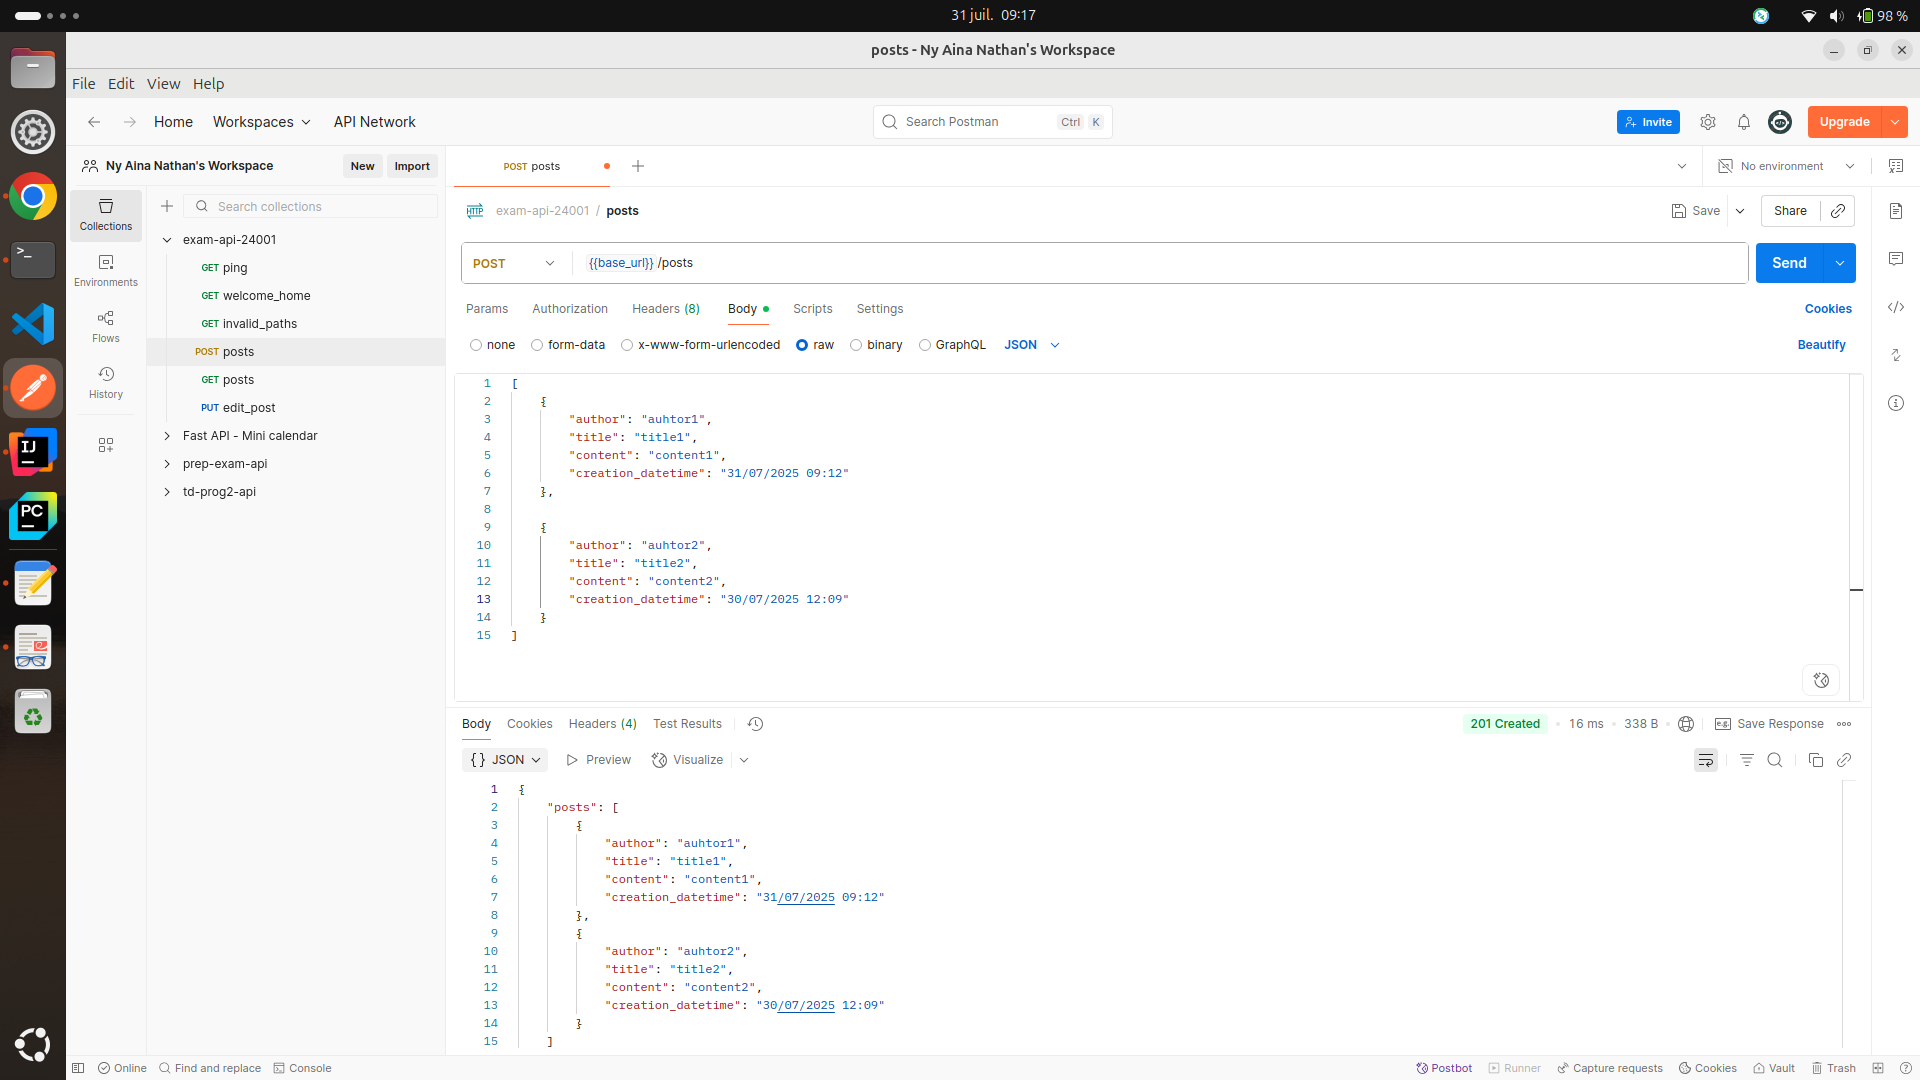 31 juil. 09:17
98 %
posts - Ny Aina Nathan's Workspace
File Edit View Help
Home Workspaces API Network
Search Postman Ctrl K
Invite
Upgrade
Ny Aina Nathan's Workspace New Import
POST posts
No environment
Collections
Environments
Flows
History
Search collections
exam-api-24001
GET ping
GET welcome_home
GET invalid_paths
POST posts
GET posts
PUT edit_post
Fast API - Mini calendar
prep-exam-api
td-prog2-api
HTTP exam-api-24001 / posts
Save Share
POST {{base_url}}/posts Send
Params Authorization Headers (8) Body Scripts Settings Cookies
none form-data x-www-form-urlencoded raw binary GraphQL JSON Beautify
1 [
2 {
3 "author": "auhtor1",
4 "title": "title1",
5 "content": "content1",
6 "creation_datetime": "31/07/2025 09:12"
7 },
8
9 {
10 "author": "auhtor2",
11 "title": "title2",
12 "content": "content2",
13 "creation_datetime": "30/07/2025 12:09"
14 }
15 ]
Body Cookies Headers (4) Test Results
201 Created • 16 ms • 338 B e.g. Save Response
{} JSON Preview Visualize
1 {
2 "posts": [
3 {
4 "author": "auhtor1",
5 "title": "title1",
6 "content": "content1",
7 "creation_datetime": "31/07/2025 09:12"
8 },
9 {
10 "author": "auhtor2",
11 "title": "title2",
12 "content": "content2",
13 "creation_datetime": "30/07/2025 12:09"
14 }
15 ]
Online Find and replace Console
Postbot Runner Capture requests Cookies Vault Trash
>_
IJ
PC